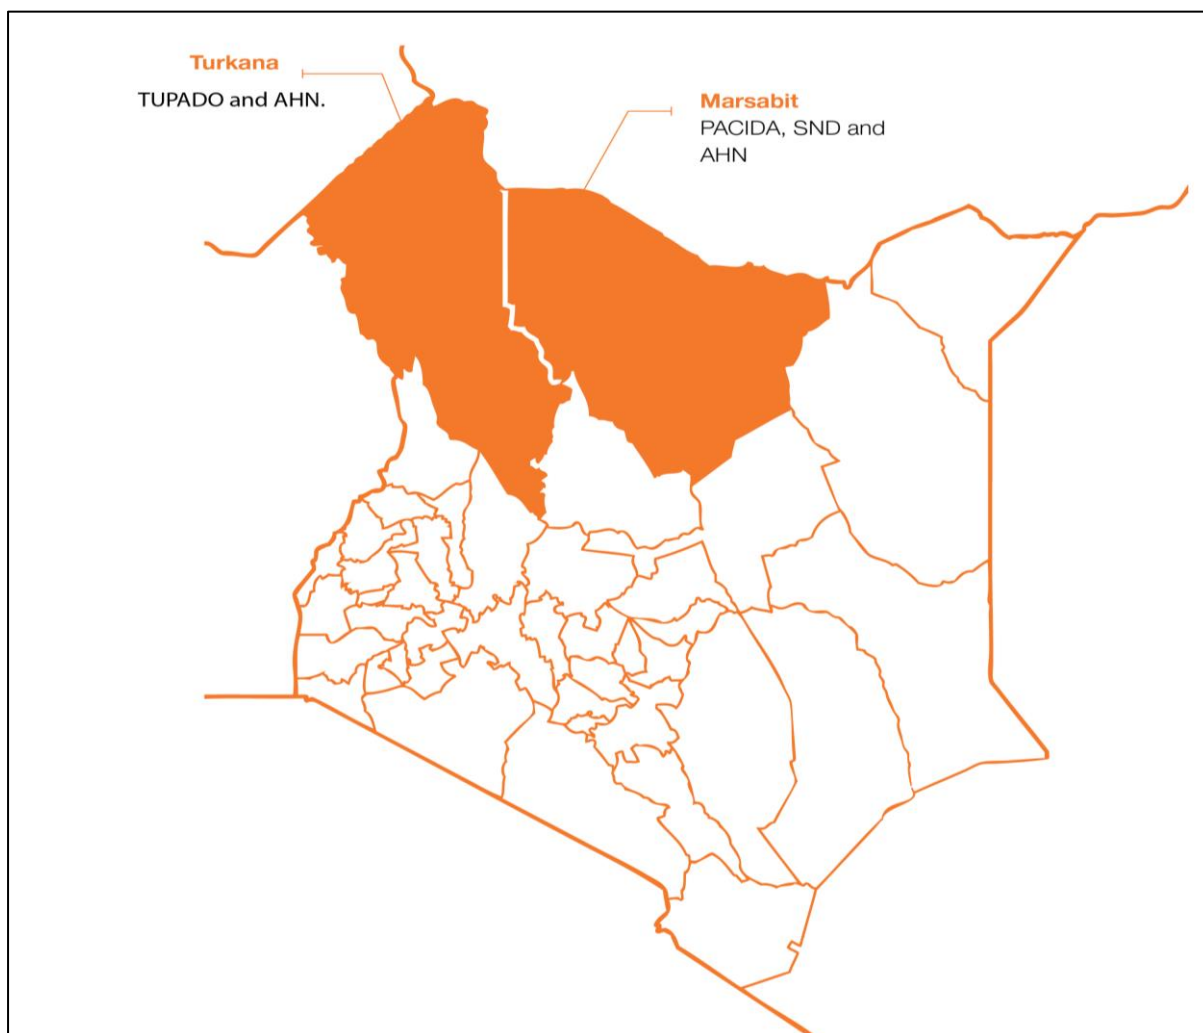 Turkana
TUPADO and AHN.
Marsabit
PACIDA, SND and
AHN